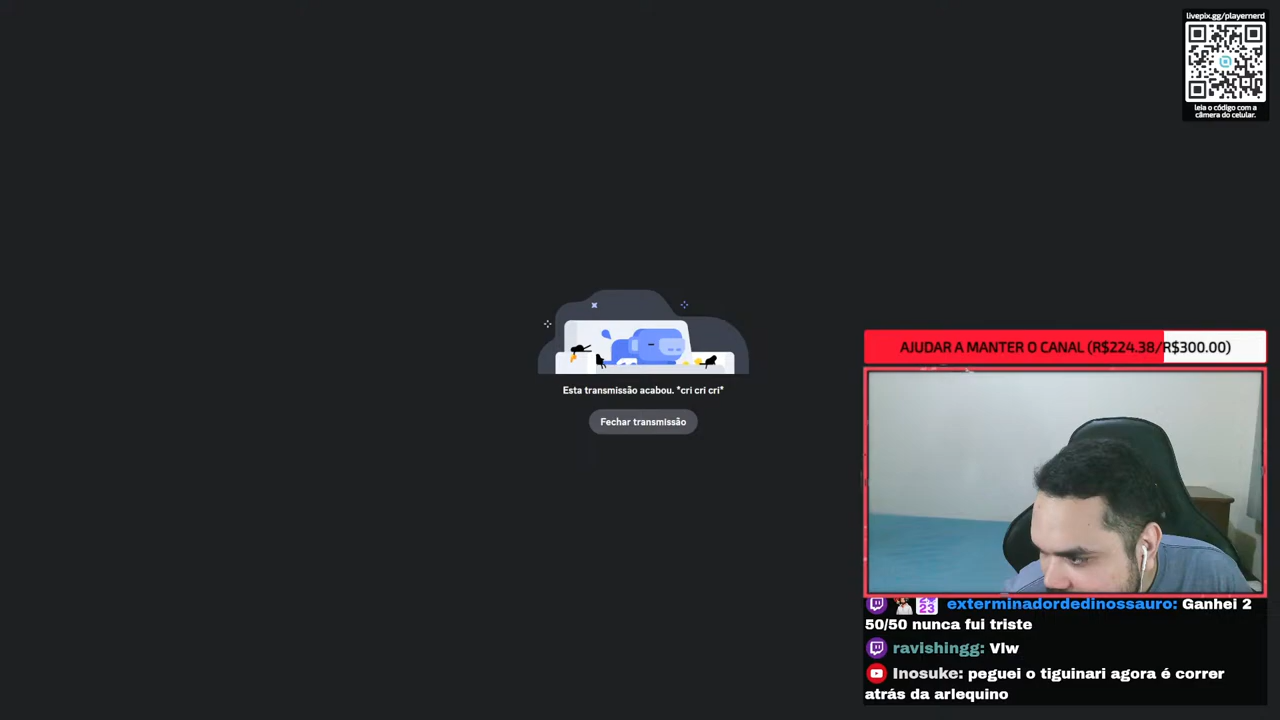 livepix.gg/playernerd
leia o código com a
câmera do celular.
Esta transmissão acabou. *cri cri cri*
Fechar transmissão
AJUDAR A MANTER O CANAL (R$224.38/R$300.00)
exterminadordedinossauro: Ganhei 2
50/50 nunca fui triste
ravishingg: Vlw
Inosuke: peguei o tiguinari agora é correr
atrás da arlequino